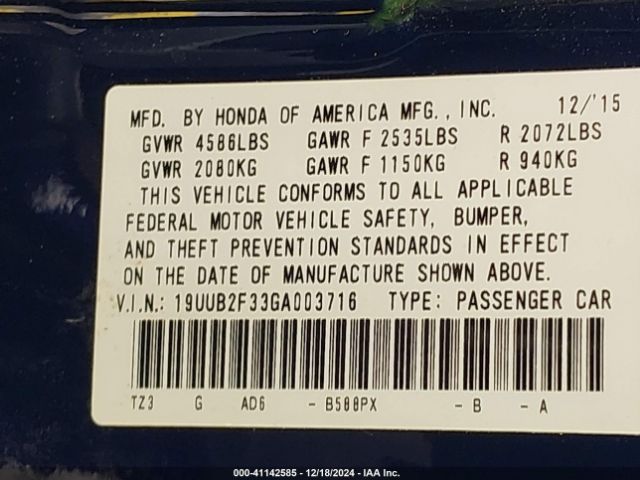 MFD. BY HONDA OF AMERICA MFG., INC. 12/'15
GVWR 4586LBS GAWR F 2535LBS R 2072LBS
GVWR 2080KG GAWR F 1150KG R 940KG
THIS VEHICLE CONFORMS TO ALL APPLICABLE
FEDERAL MOTOR VEHICLE SAFETY, BUMPER,
AND THEFT PREVENTION STANDARDS IN EFFECT
ON THE DATE OF MANUFACTURE SHOWN ABOVE.
V.I.N.: 19UUB2F33GA003716 TYPE: PASSENGER CAR
TZ3 G AD6 - B588PX - B - A
000-41142585 - 12/18/2024 - IAA Inc.